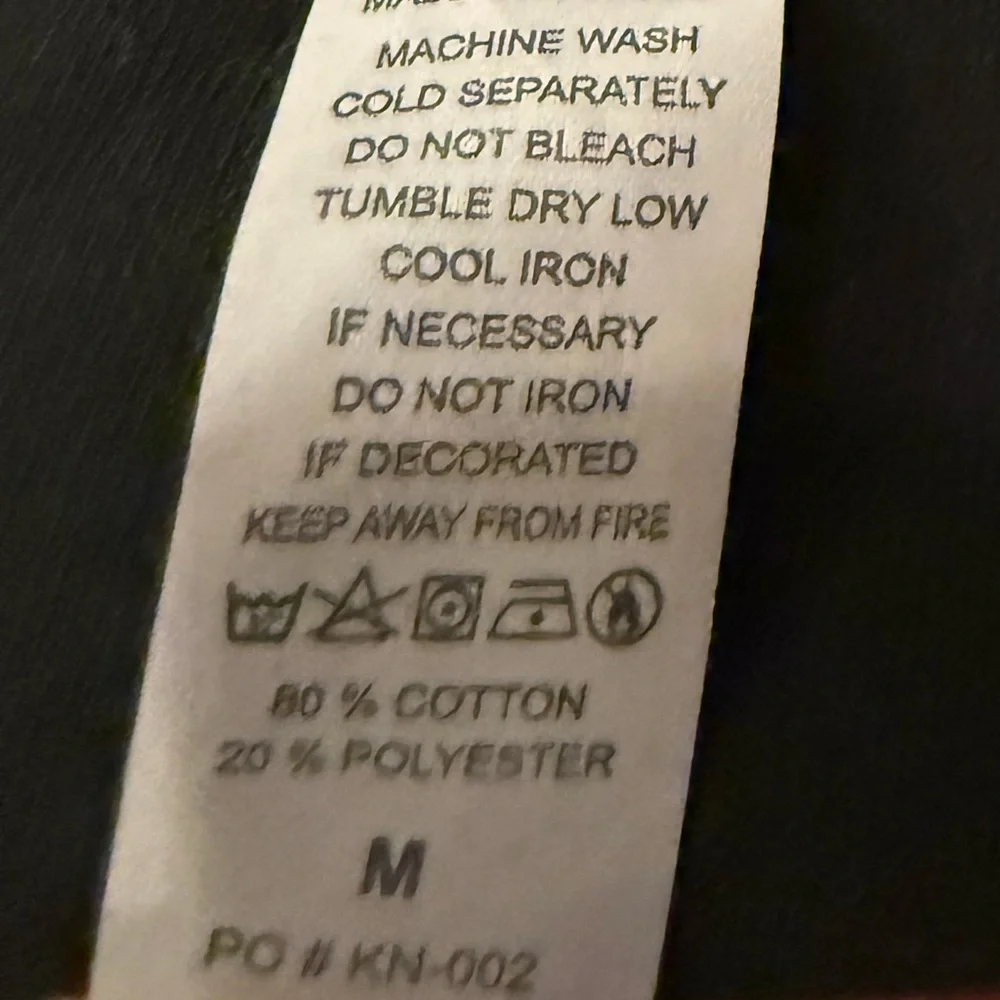 MACHINE WASH
COLD SEPARATELY
DO NOT BLEACH
TUMBLE DRY LOW
COOL IRON
IF NECESSARY
DO NOT IRON
IF DECORATED
KEEP AWAY FROM FIRE
80 % COTTON
20 % POLYESTER
M
PO # KN-002